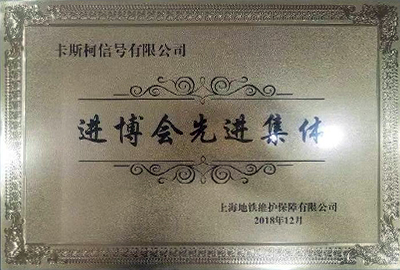 卡斯柯信号有限公司
进博会先进集体
上海地铁维护保障有限公司
2018年12月